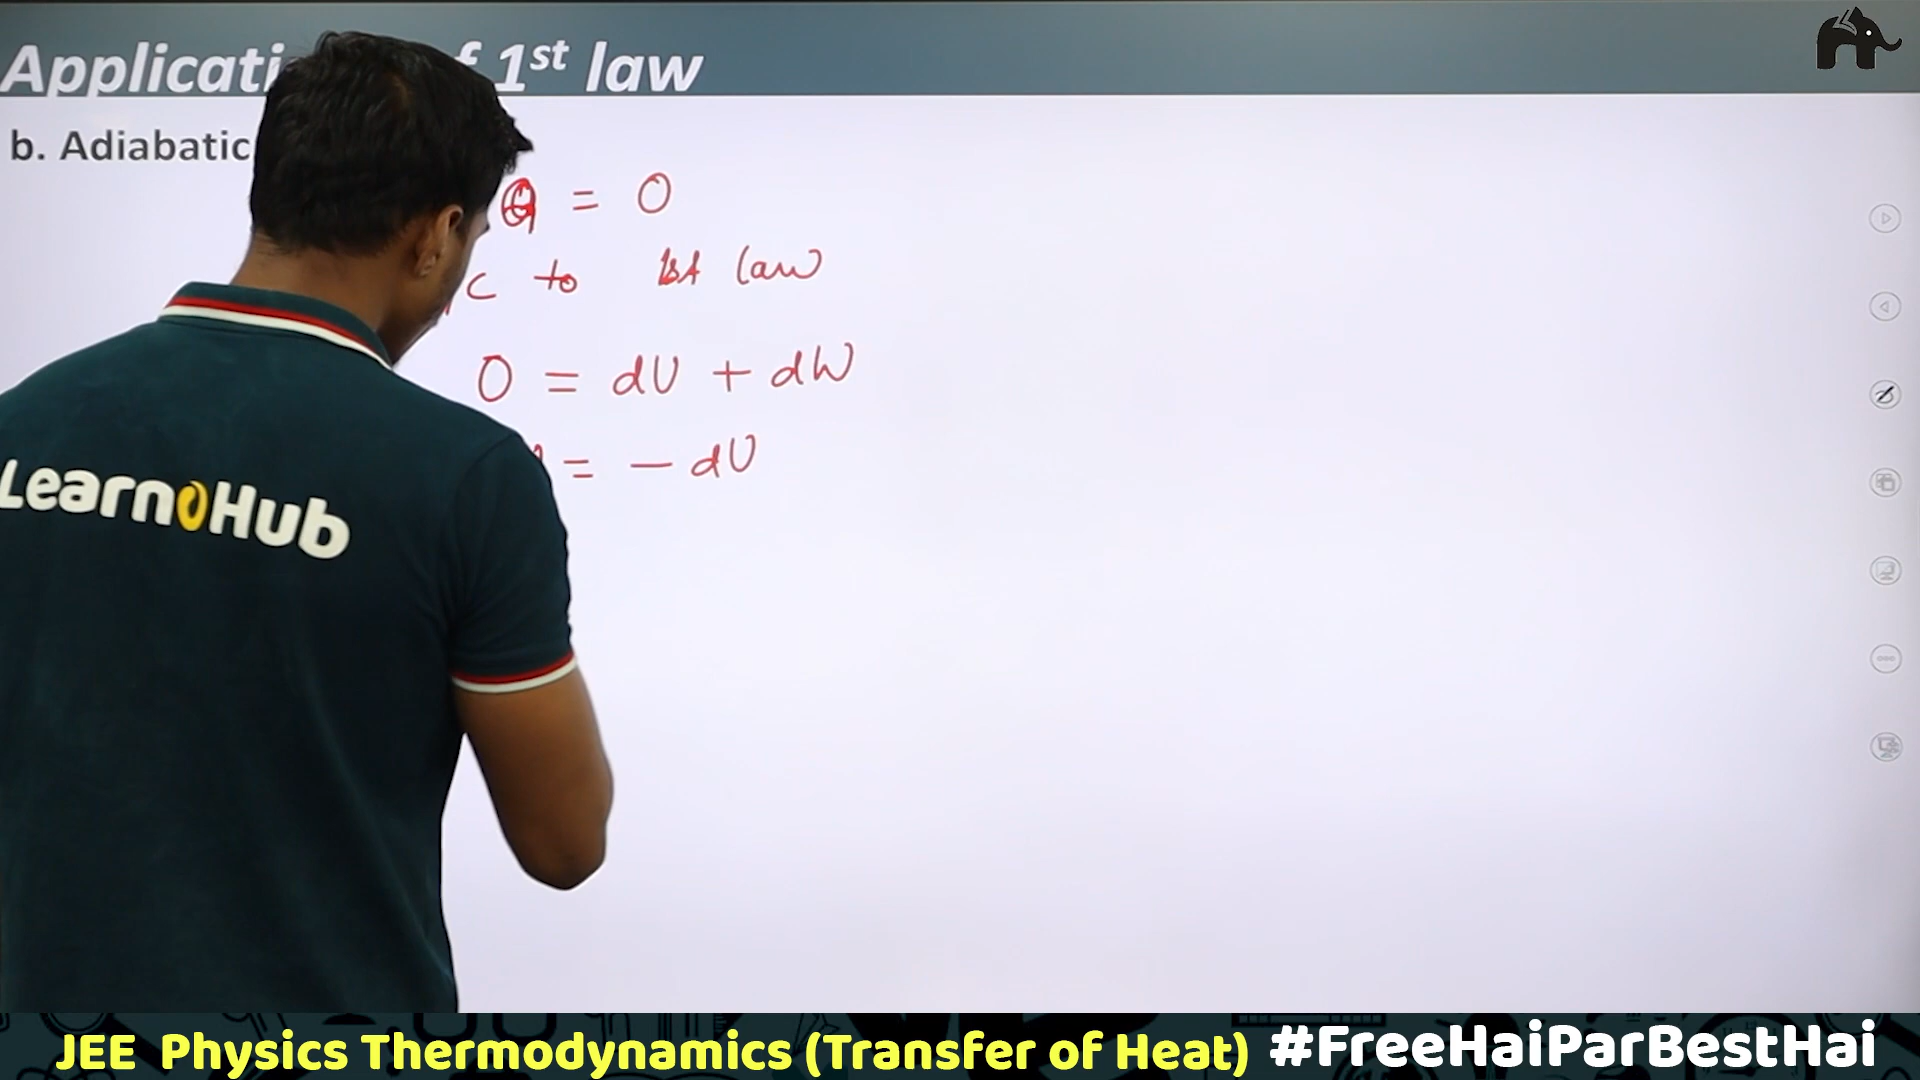 Applicati f 1st law
b. Adiabatic
Q = 0
c to 1st law
0 = dU + dW
= - dU
LearnoHub
JEE Physics Thermodynamics (Transfer of Heat) #FreeHaiParBestHai